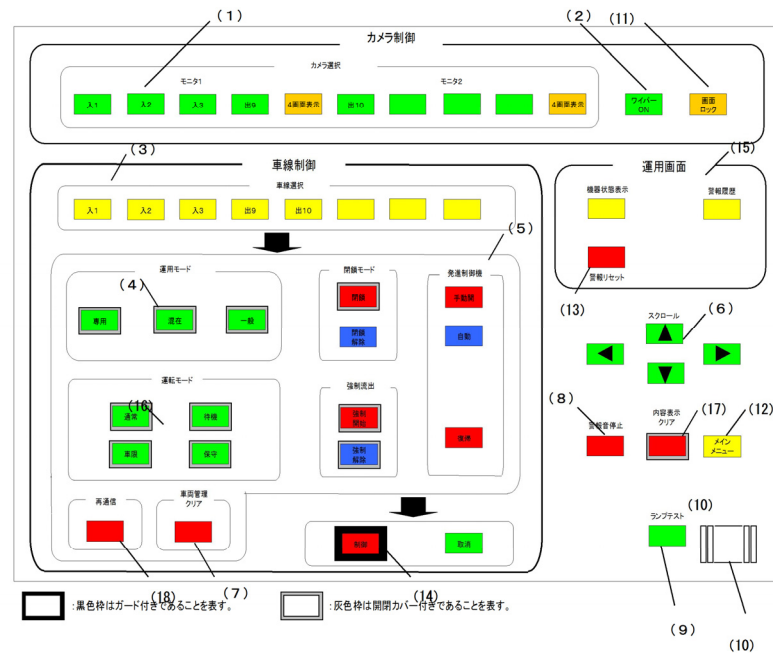 （１）
（２）
（11）
カメラ制御
カメラ選択
モニタ1
モニタ2
入1
入2
入3
出9
4画面表示
出10
4画面表示
ワイパー
ON
画面
ロック
（３）
車線制御
車線選択
入1
入2
入3
出9
出10
（５）
運用モード
（４）
専用
混在
一般
閉鎖モード
閉鎖
閉鎖
解除
発進制御機
手動開
自動
運転モード
通常
（16）
待機
車限
保守
強制流出
強制
開始
強制
解除
再通信
（18）
車両管理
クリア
（７）
制御
取消
（14）
（15）
運用画面
機器状態表示
警報履歴
警報リセット
（13）
スクロール
（６）
（８）
警報音停止
内容表示
クリア
（17）
（12）
メイン
メニュー
ランプテスト
（10）
（９）
（10）
:黒色枠はガード付きであることを表す。
:灰色枠は開閉カバー付きであることを表す。